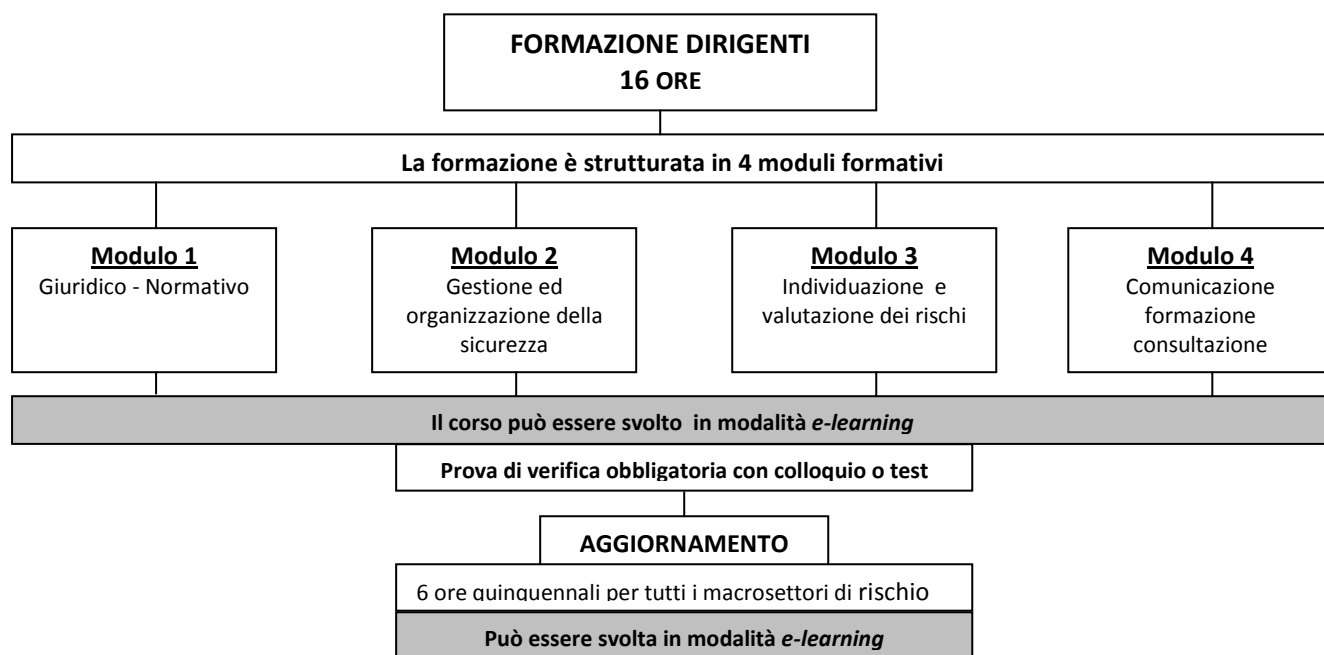 FORMAZIONE DIRIGENTI
16 ORE
La formazione è strutturata in 4 moduli formativi
Modulo 1
Giuridico - Normativo
Modulo 2
Gestione ed
organizzazione della
sicurezza
Modulo 3
Individuazione e
valutazione dei rischi
Modulo 4
Comunicazione
formazione
consultazione
Il corso può essere svolto in modalità e-learning
Prova di verifica obbligatoria con colloquio o test
AGGIORNAMENTO
6 ore quinquennali per tutti i macrosettori di rischio
Può essere svolta in modalità e-learning